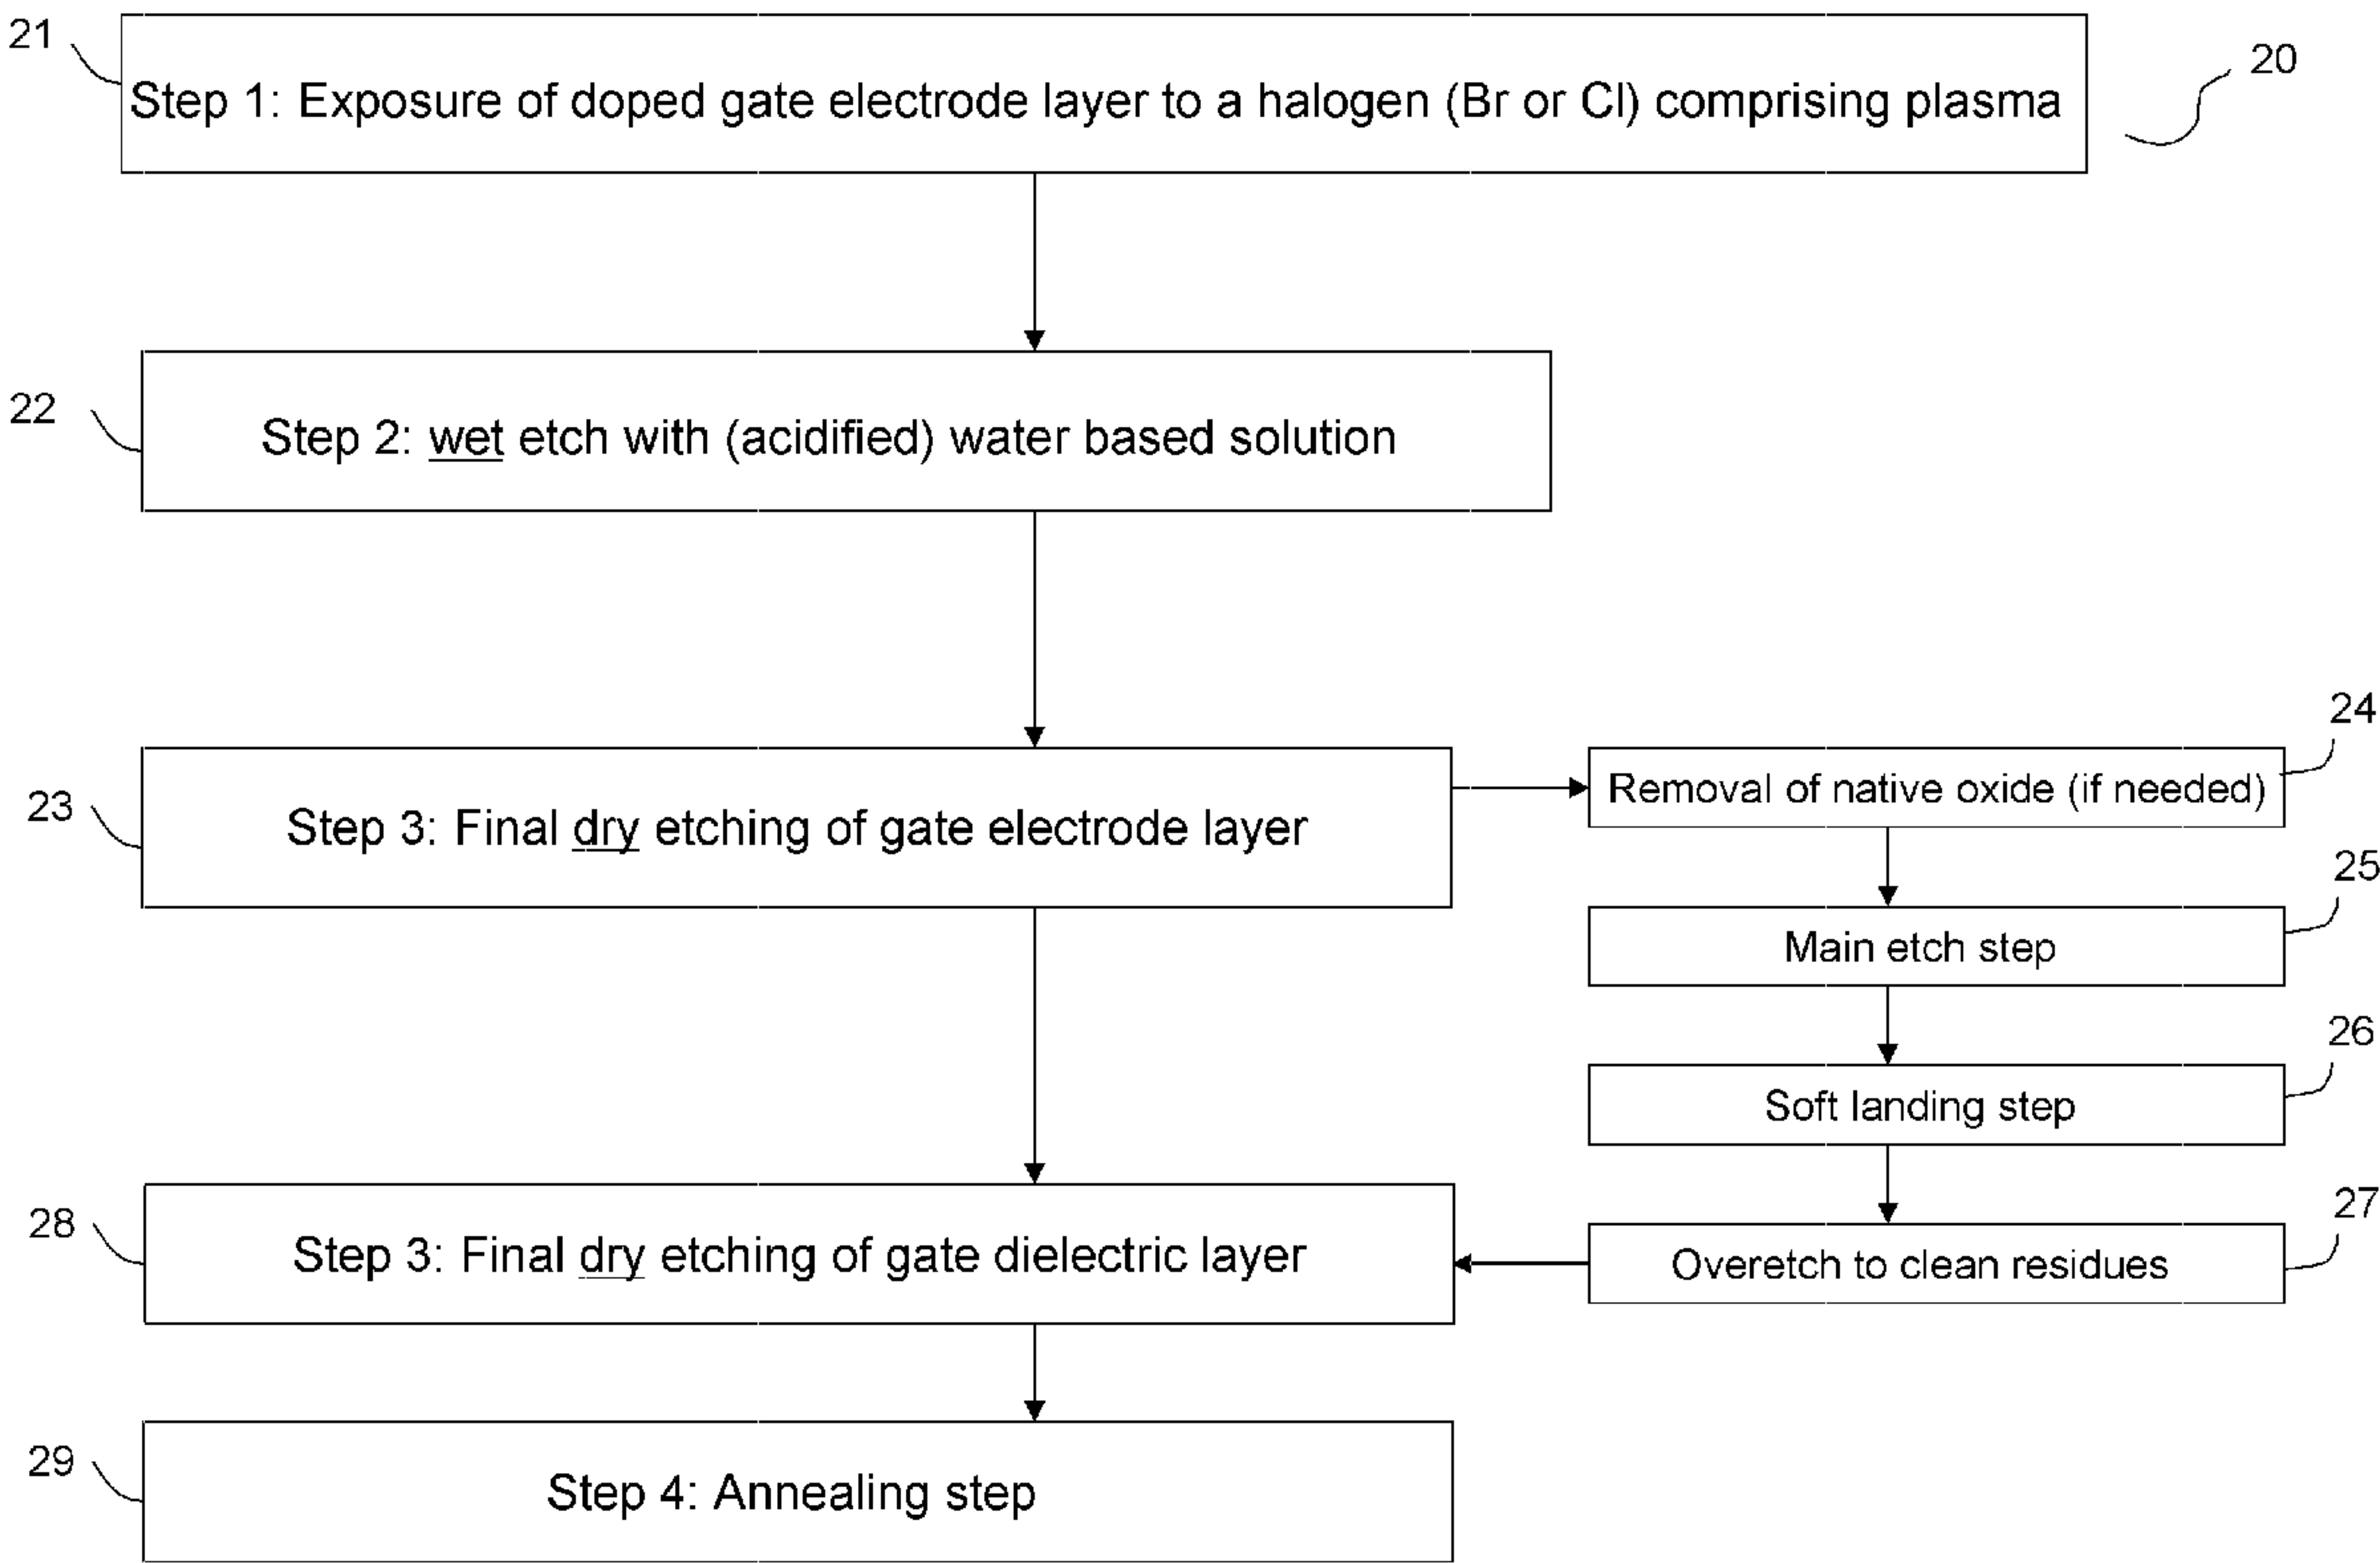 21
Step 1: Exposure of doped gate electrode layer to a halogen (Br or Cl) comprising plasma
20
22
Step 2: wet etch with (acidified) water based solution
23
Step 3: Final dry etching of gate electrode layer
24
Removal of native oxide (if needed)
25
Main etch step
26
Soft landing step
27
Overetch to clean residues
28
Step 3: Final dry etching of gate dielectric layer
29
Step 4: Annealing step